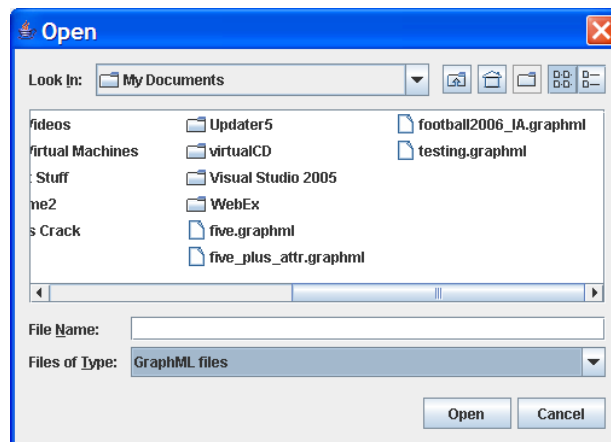 Open
Look In: My Documents
Videos
Virtual Machines
Stuff
me2
s Crack
Updater5
virtualCD
Visual Studio 2005
WebEx
five.graphml
five_plus_attr.graphml
football2006_IA.graphml
testing.graphml
File Name:
Files of Type: GraphML files
Open Cancel